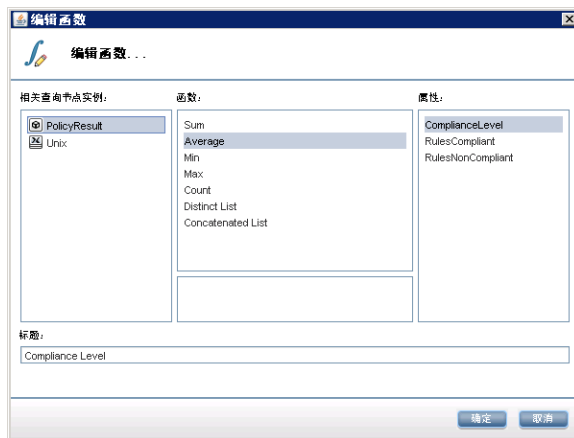 编辑函数
编辑函数...
相关查询节点实例:
PolicyResult
Unix
函数:
Sum
Average
Min
Max
Count
Distinct List
Concatenated List
属性:
ComplianceLevel
RulesCompliant
RulesNonCompliant
标题:
Compliance Level
确定
取消